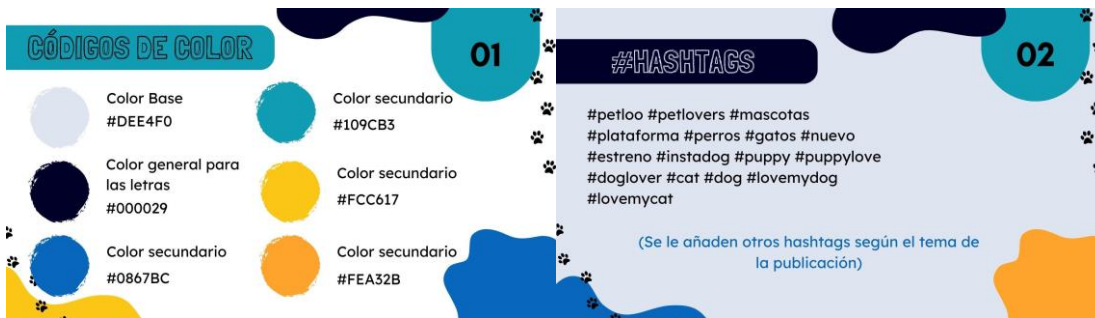 CÓDIGOS DE COLOR
01
Color Base
#DEE4F0
Color general para
las letras
#000029
Color secundario
#0867BC
Color secundario
#109CB3
Color secundario
#FCC617
Color secundario
#FEA32B
#HASHTAGS
02
#petloo #petlovers #mascotas
#plataforma #perros #gatos #nuevo
#estreno #instadog #puppy #puppylove
#doglover #cat #dog #lovemydog
#lovemycat
(Se le añaden otros hashtags según el tema de
la publicación)